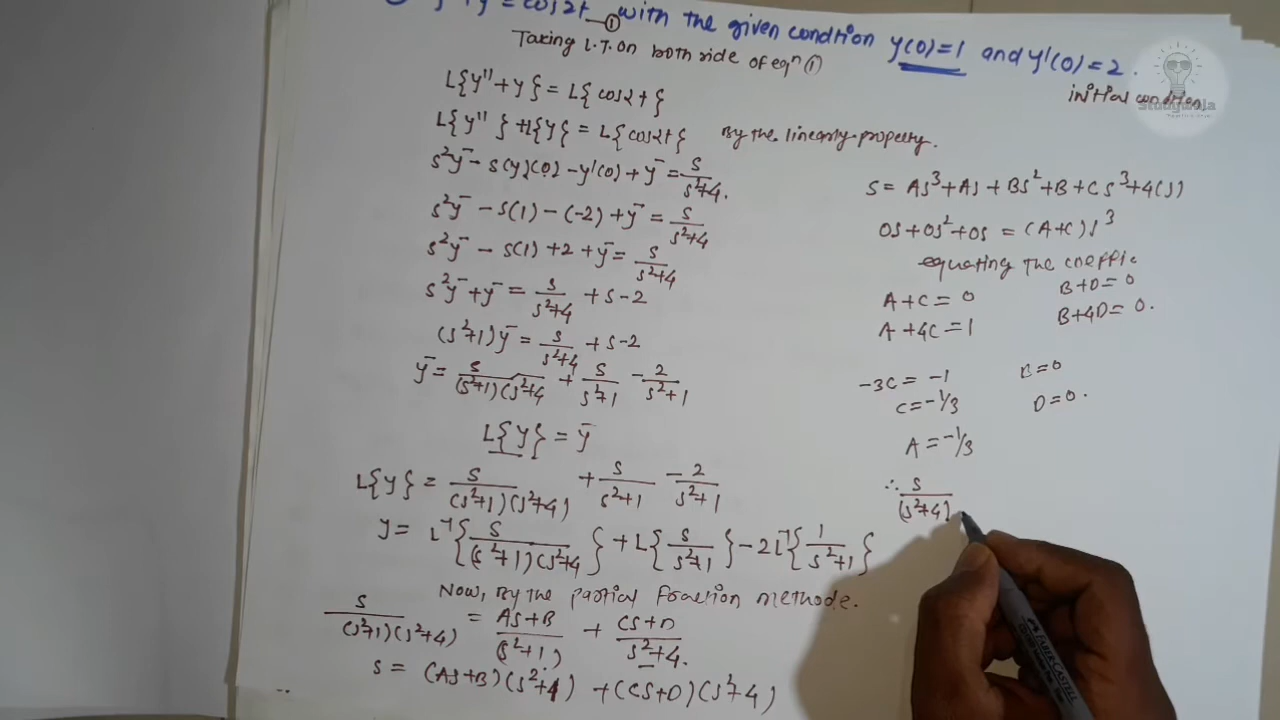 y''+y = cos2t —① with the given condtion y(0)=1 and y'(0)=2.
initial condition
Taking L.T. on both side of eqⁿ ①
L{y''+y} = L{cos2t}
L{y''}+L{y} = L{cos2t} By the linearly property.
s²ȳ - s(y)(0) - y'(0) + ȳ = s/s²+4.
s²ȳ - s(1) - (-2) + ȳ = s/s²+4
s²ȳ - s(1) + 2 + ȳ = s/s²+4
s²ȳ + ȳ = s/s²+4 + s-2
(s²+1)ȳ = s/s²+4 + s-2
ȳ = s/(s²+1)(s²+4 + s/s²+1 - 2/s²+1
L{y} = ȳ
L{y} = s/(s²+1)(s²+4) + s/s²+1 - 2/s²+1
y = L⁻¹{s/(s²+1)(s²+4} + L{s/s²+1} - 2L⁻¹{1/s²+1}
Now, By the partial Fraction methode.
s/(s²+1)(s²+4) = As+B/(s²+1) + Cs+D/s²+4.
s = (As+B)(s²+1) + (Cs+D)(s²+4)
s = As³+As+Bs²+B+Cs³+4(s)
0s+0s²+0s = (A+C)s³
equating the coeffic
A+C = 0 B+D=0
A+4C=1 B+4D=0.
-3C = -1 B=0
C=-1/3 D=0.
A=-1/3
∴ s/(s²+4)
Studywala